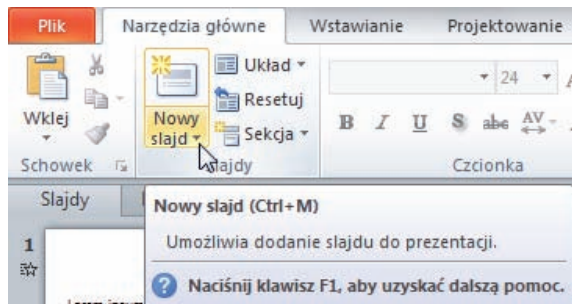 Plik Narzędzia główne Wstawianie Projektowanie
Wklej
Nowy slajd
Układ
Resetuj
Sekcja
24
B I U S abc AV
Schowek
Czcionka
Slajdy
Nowy slajd (Ctrl+M)
Umożliwia dodanie slajdu do prezentacji.
Naciśnij klawisz F1, aby uzyskać dalszą pomoc.
1